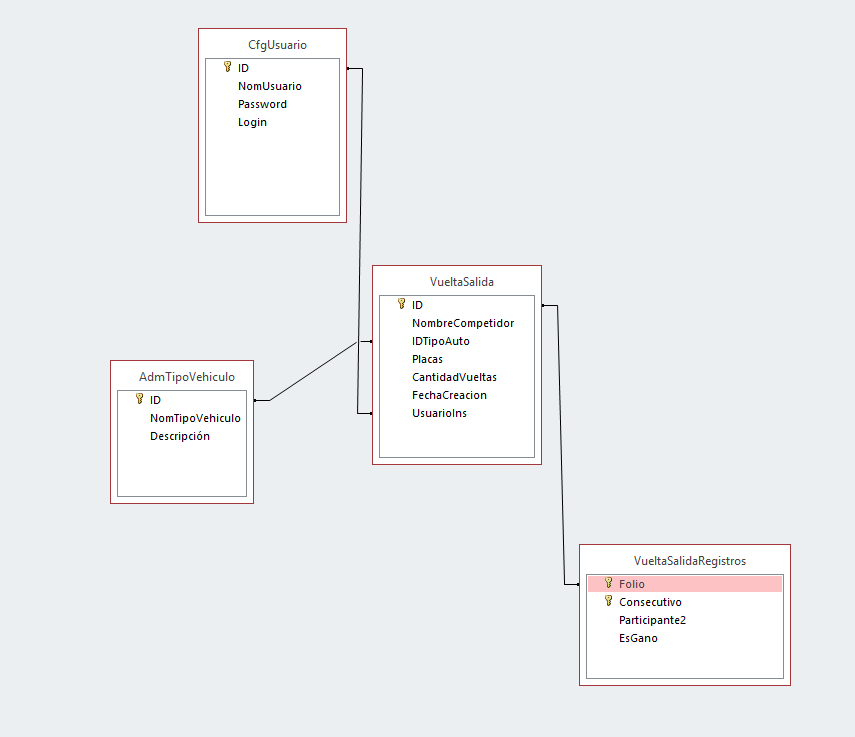 CfgUsuario
ID
NomUsuario
Password
Login
VueltaSalida
ID
NombreCompetidor
IDTipoAuto
Placas
CantidadVueltas
FechaCreacion
UsuarioIns
AdmTipoVehiculo
ID
NomTipoVehiculo
Descripción
VueltaSalidaRegistros
Folio
Consecutivo
Participante2
EsGano